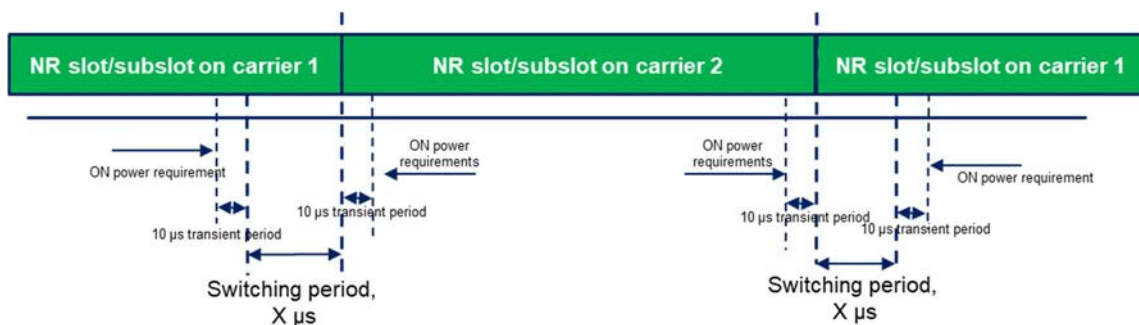 NR slot/subslot on carrier 1
NR slot/subslot on carrier 2
NR slot/subslot on carrier 1
ON power requirement
ON power
requirements
ON power
requirements
ON power requirement
10 µs transient period
10 µs transient period
10 µs transient period
10 µs transient period
Switching period,
X µs
Switching period,
X µs